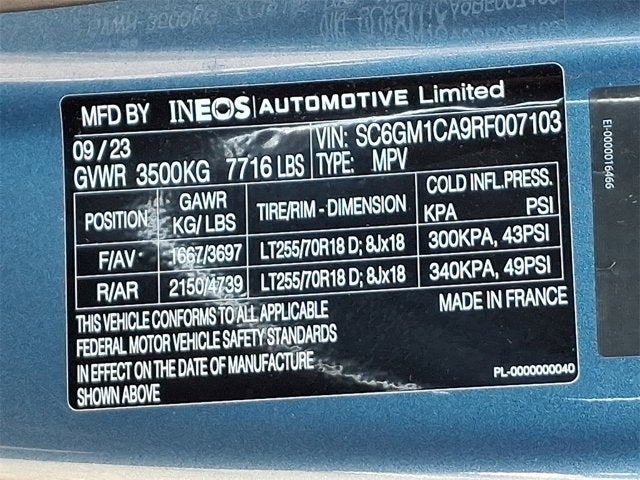 MFD BY INEOS | AUTOMOTIVE Limited
09 / 23
GVWR 3500KG 7716 LBS
VIN: SC6GM1CA9RF007103
TYPE: MPV
POSITION GAWR KG/ LBS TIRE/RIM - DIMENSION COLD INFL.PRESS. KPA PSI
F/AV 1667/3697 LT255/70R18 D; 8Jx18 300KPA, 43PSI
R/AR 2150/4739 LT255/70R18 D; 8Jx18 340KPA, 49PSI
MADE IN FRANCE
THIS VEHICLE CONFORMS TO ALL APPLICABLE
FEDERAL MOTOR VEHICLE SAFETY STANDARDS
IN EFFECT ON THE DATE OF MANUFACTURE
SHOWN ABOVE
PL-0000000040
EI-0000016466